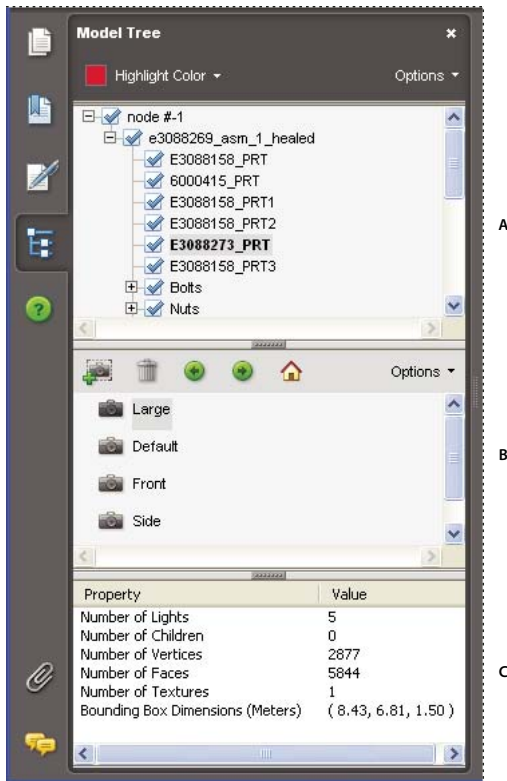 Model Tree
Highlight Color
Options
node #-1
e3088269_asm_1_healed
E3088158_PRT
6000415_PRT
E3088158_PRT1
E3088158_PRT2
E3088273_PRT
E3088158_PRT3
Bolts
Nuts
A
Options
Large
Default
Front
Side
B
Property Value
Number of Lights 5
Number of Children 0
Number of Vertices 2877
Number of Faces 5844
Number of Textures 1
Bounding Box Dimensions (Meters) ( 8.43, 6.81, 1.50 )
C